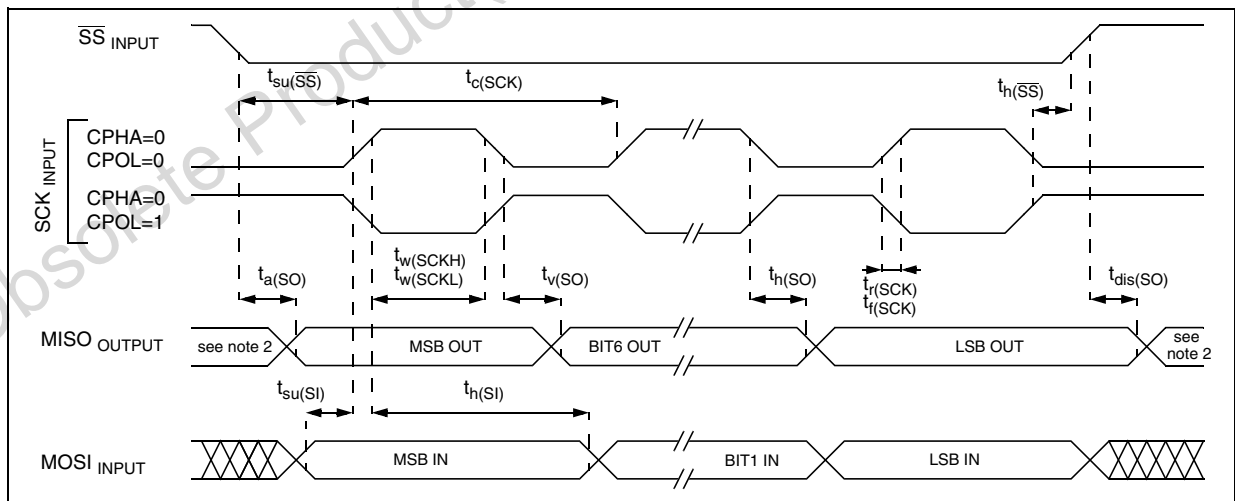 SS INPUT
tsu(SS)
tc(SCK)
th(SS)
SCK INPUT
CPHA=0
CPOL=0
CPHA=0
CPOL=1
ta(SO)
tw(SCKH)
tw(SCKL)
tv(SO)
th(SO)
tr(SCK)
tf(SCK)
tdis(SO)
MISO OUTPUT
see note 2
MSB OUT
BIT6 OUT
LSB OUT
see
note 2
tsu(SI)
th(SI)
MOSI INPUT
MSB IN
BIT1 IN
LSB IN
Obsolete Product(